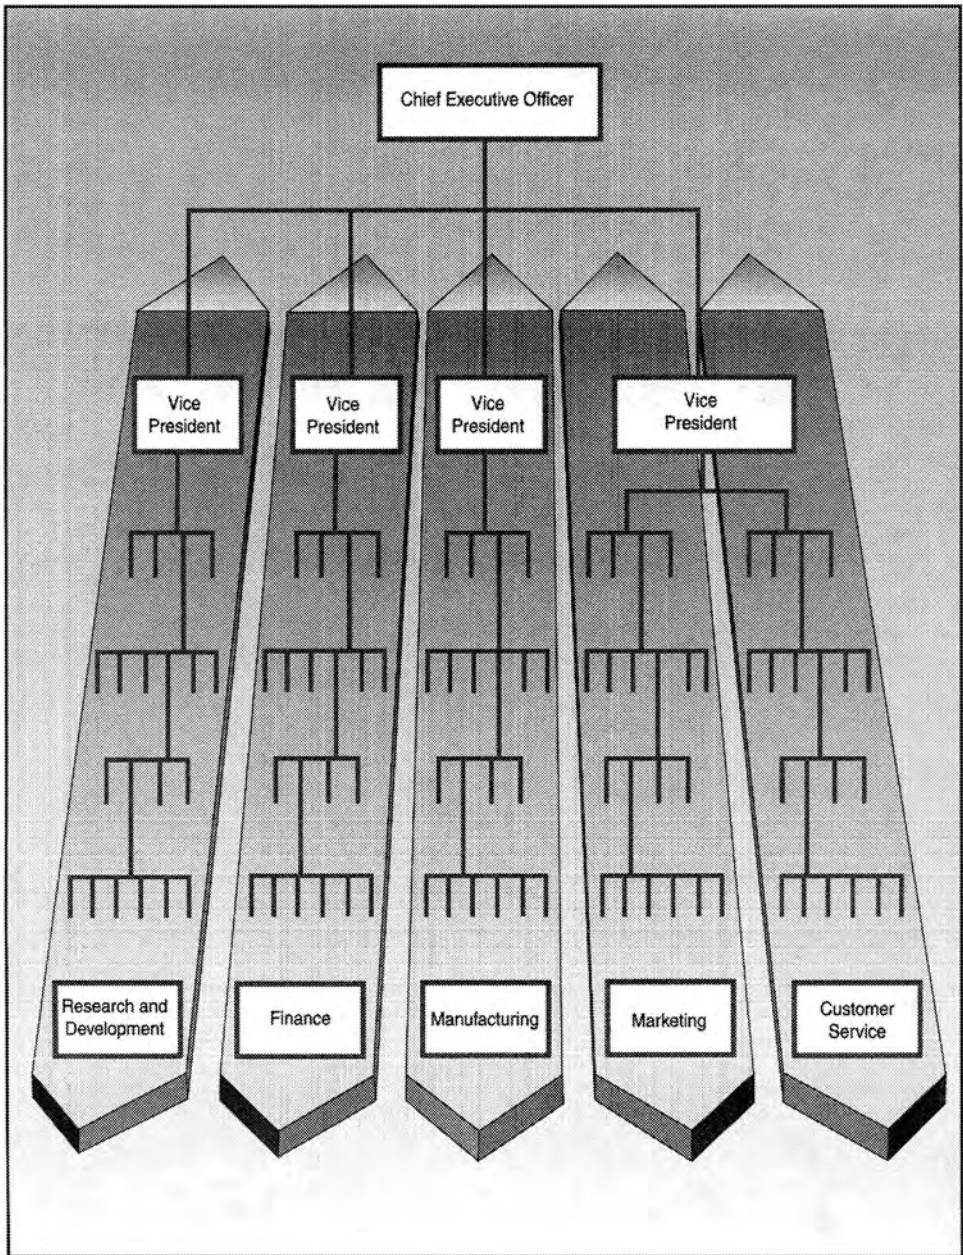 Chief Executive Officer
Vice
President
Vice
President
Vice
President
Vice
President
Research and
Development
Finance
Manufacturing
Marketing
Customer
Service